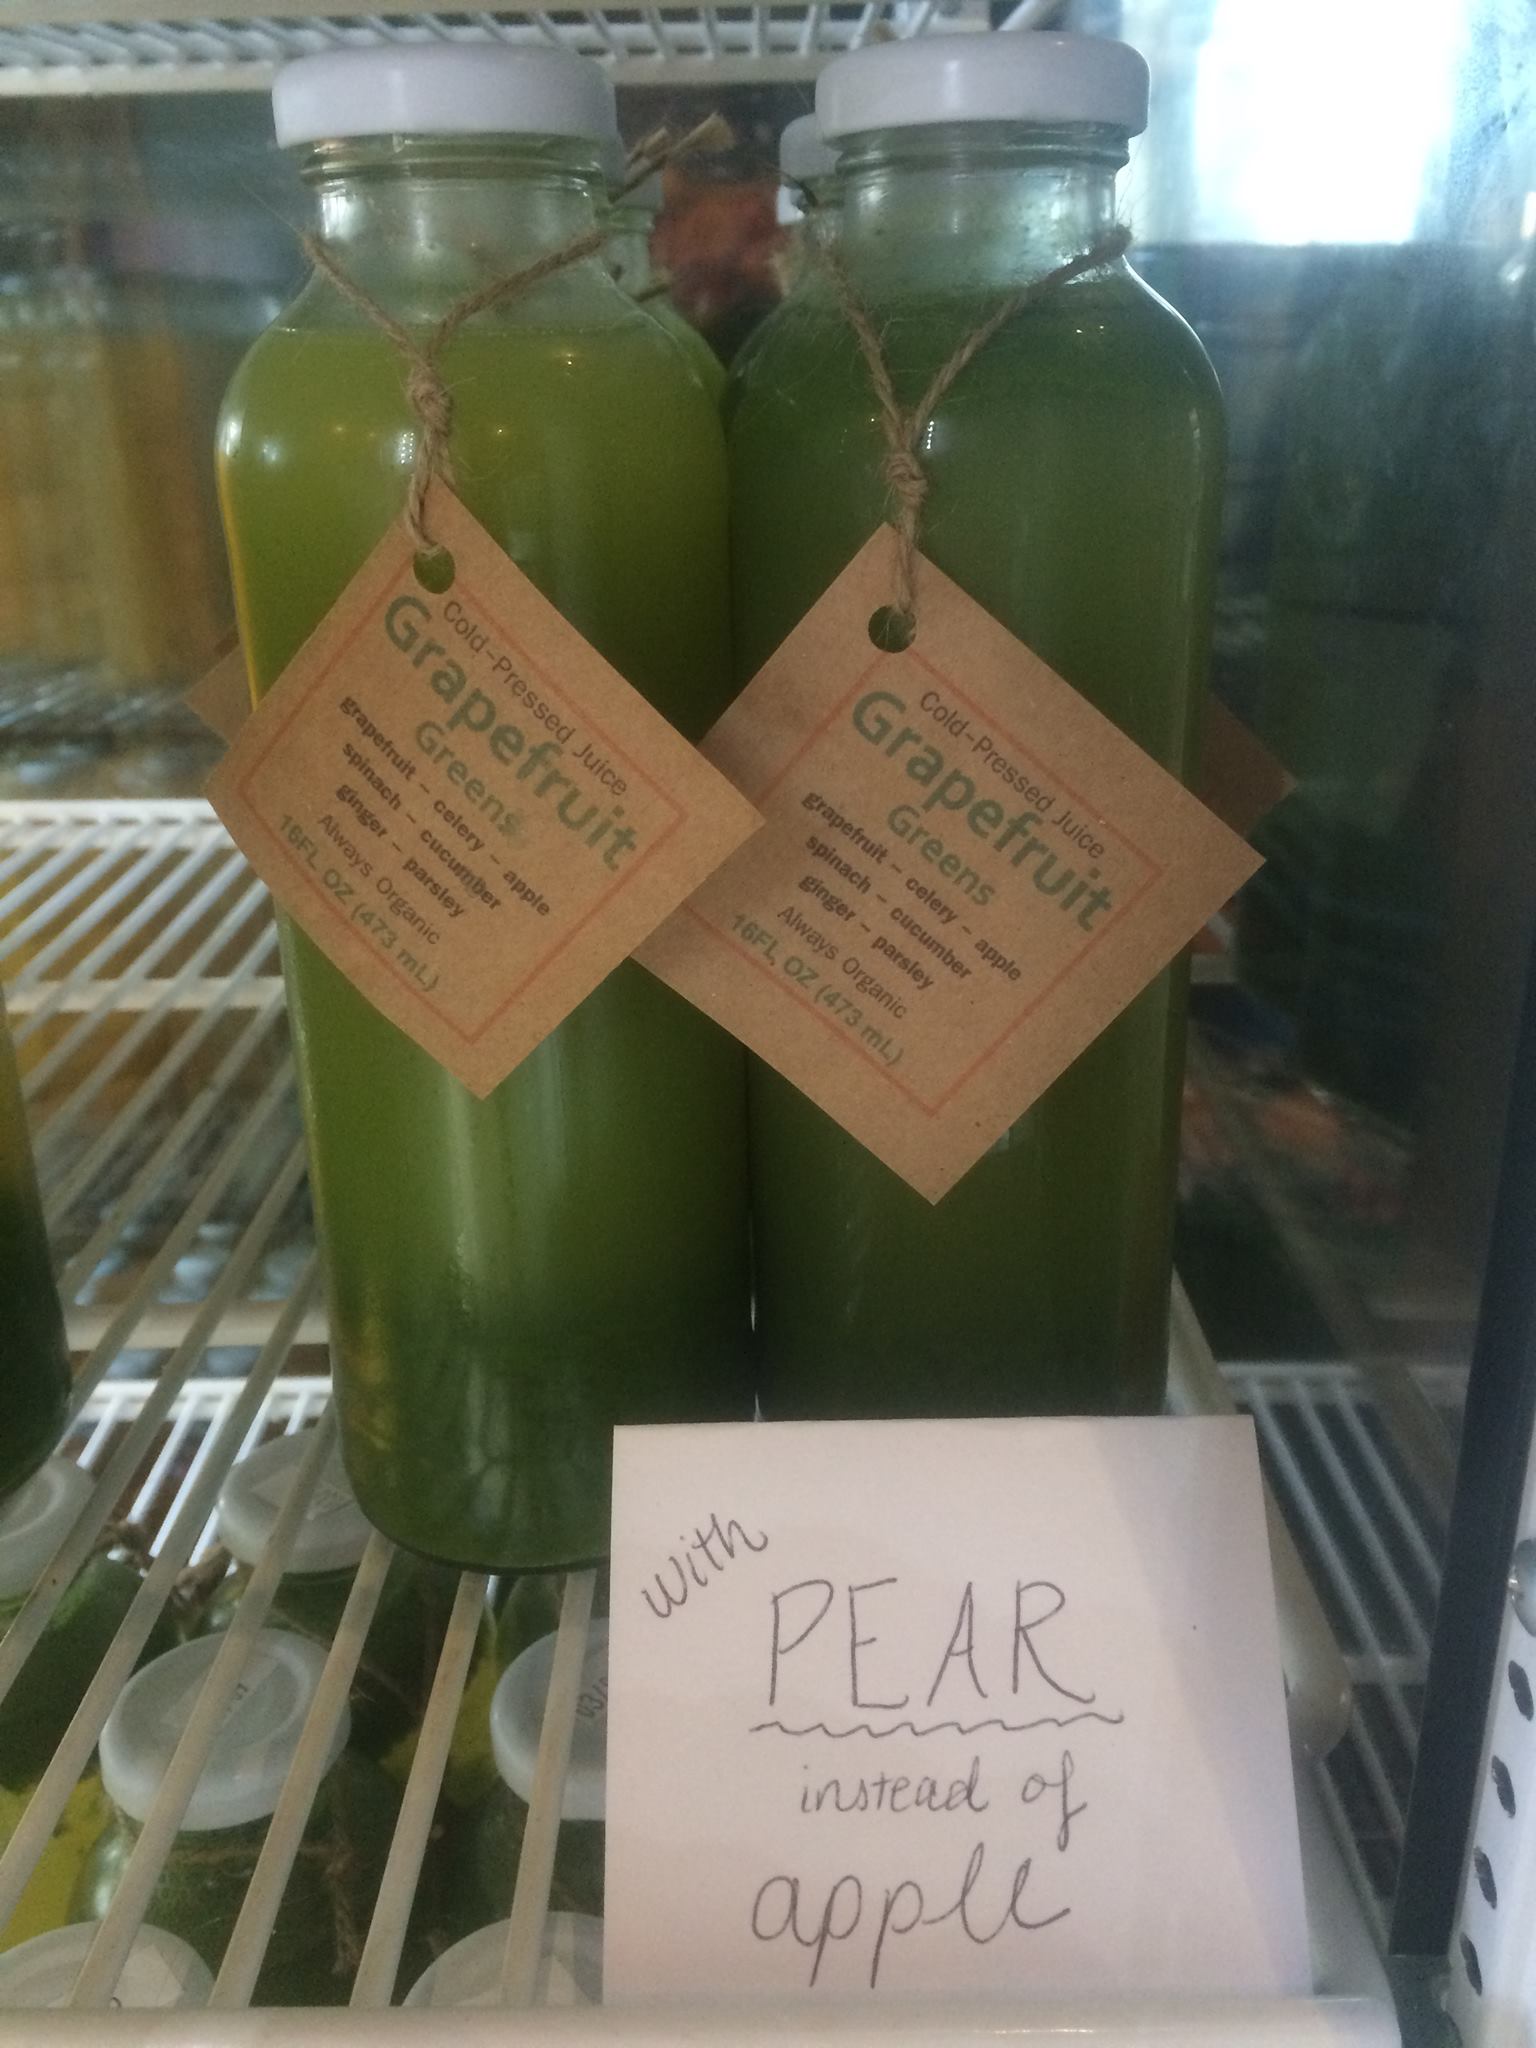 Cold-Pressed Juice
Grapefruit
Greens
grapefruit - celery - apple
spinach - cucumber
ginger - parsley
Always Organic
16FL OZ (473 mL)
Cold-Pressed Juice
Grapefruit
Greens
grapefruit - celery - apple
spinach - cucumber
ginger - parsley
Always Organic
16FL OZ (473 mL)
with
PEAR
instead of
apple